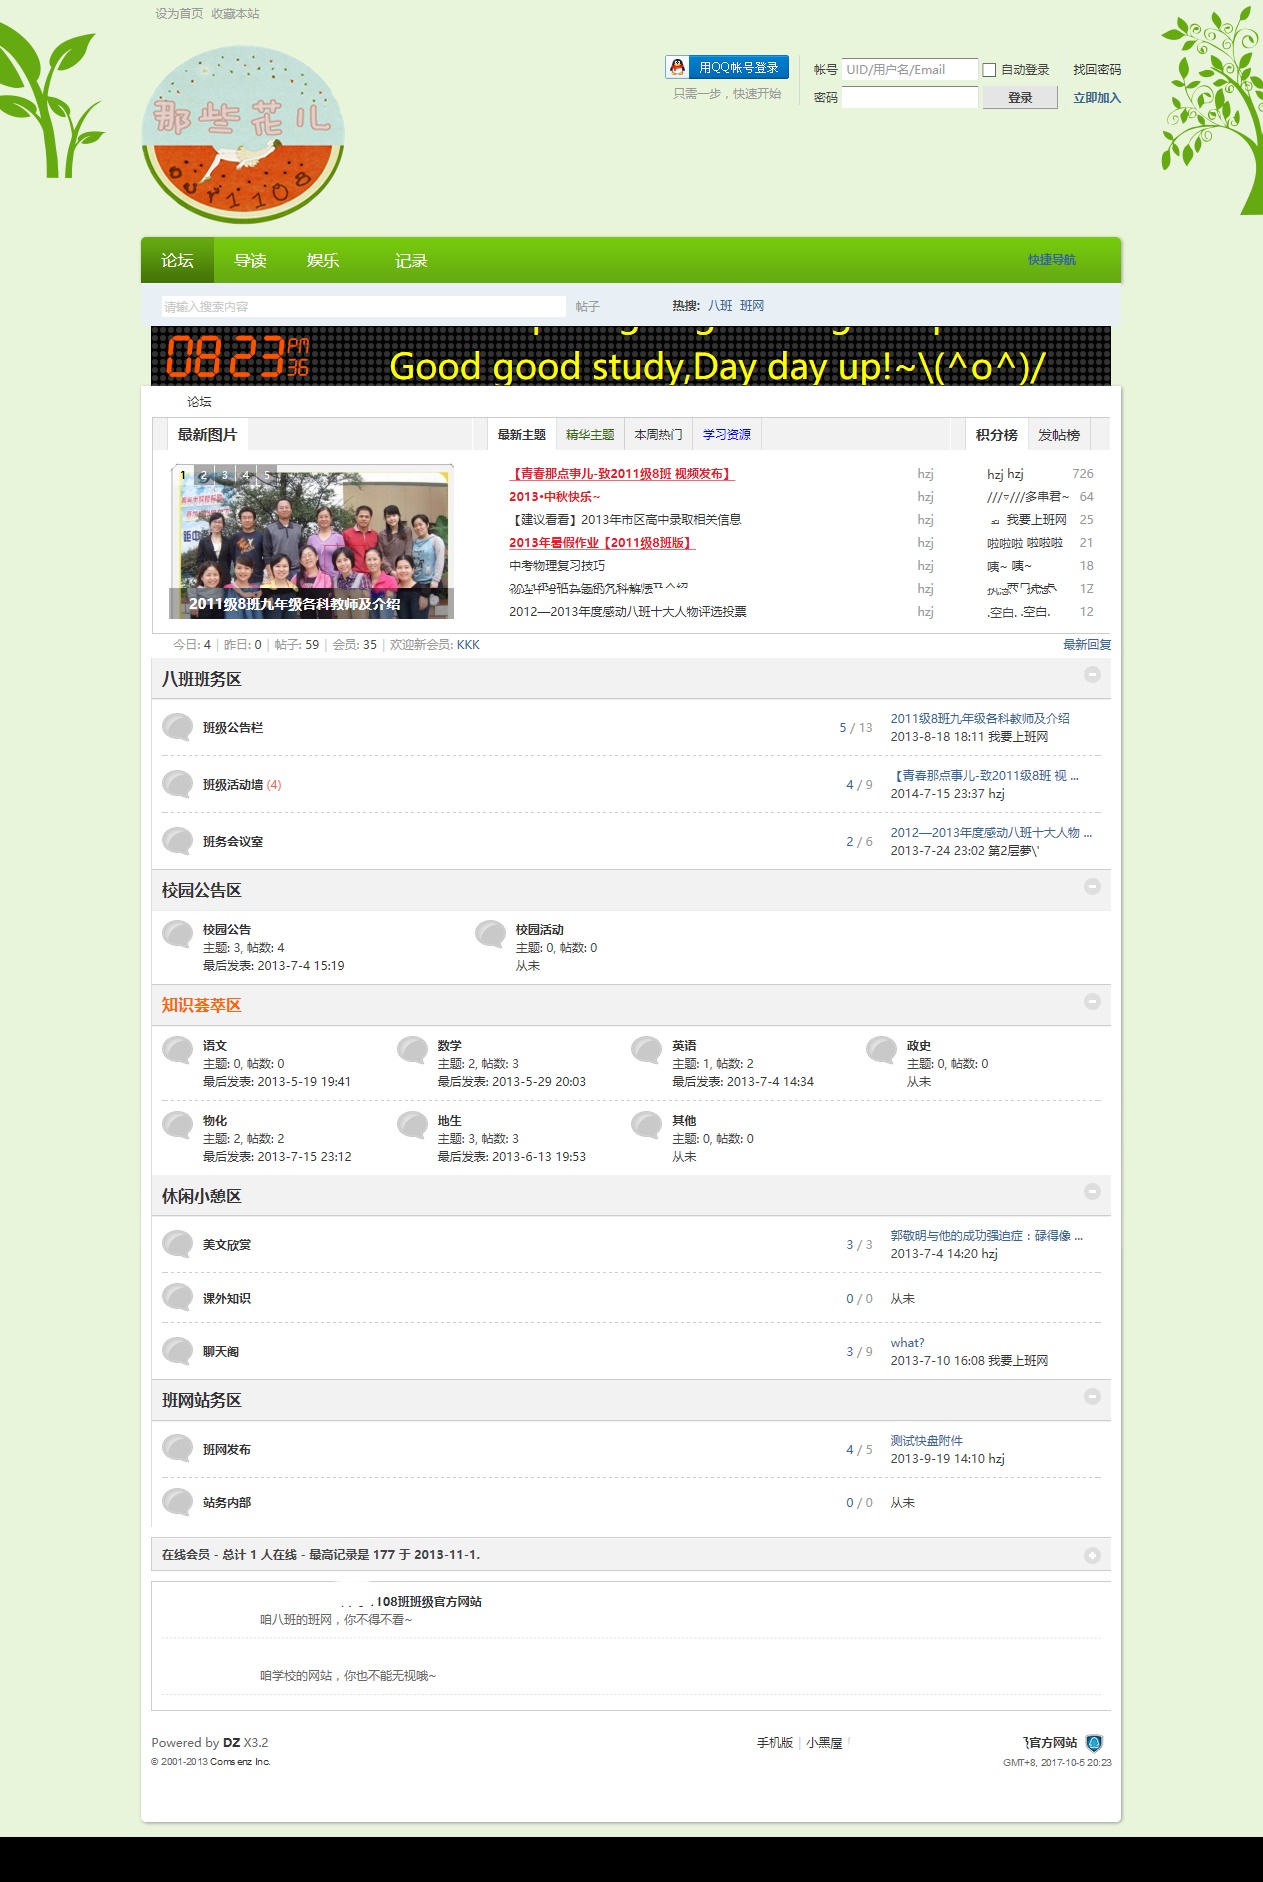 设为首页 收藏本站
那些花儿
our1108
用QQ帐号登录
只需一步，快速开始
帐号 UID/用户名/Email 自动登录 找回密码
密码 登录 立即加入
论坛 导读 娱乐 记录 快捷导航
请输入搜索内容 帖子 热搜: 八班 班网
08 23 PM 36
Good good study,Day day up!~\(^o^)/
论坛
最新图片 最新主题 精华主题 本周热门 学习资源 积分榜 发帖榜
1 2 3 4 5
2011级8班九年级各科教师及介绍
【青春那点事儿-致2011级8班 视频发布】 hzj
2013•中秋快乐~ hzj
【建议看看】2013年市区高中录取相关信息 hzj
2013年暑假作业【2011级8班版】 hzj
中考物理复习技巧 hzj
2011级8班九年级各科教师及介绍 hzj
2012—2013年度感动八班十大人物评选投票 hzj
hzj hzj 726
///▿///多串君~ 64
我要上班网 25
啦啦啦 啦啦啦 21
咦~ 咦~ 18
17
.空白. .空白. 12
今日: 4 | 昨日: 0 | 帖子: 59 | 会员: 35 | 欢迎新会员: KKK 最新回复
八班班务区
班级公告栏 5 / 13 2011级8班九年级各科教师及介绍
2013-8-18 18:11 我要上班网
班级活动墙 (4) 4 / 9 【青春那点事儿-致2011级8班 视 ...
2014-7-15 23:37 hzj
班务会议室 2 / 6 2012—2013年度感动八班十大人物 ...
2013-7-24 23:02 第2层夢\'
校园公告区
校园公告 校园活动
主题: 3, 帖数: 4 主题: 0, 帖数: 0
最后发表: 2013-7-4 15:19 从未
知识荟萃区
语文 数学 英语 政史
主题: 0, 帖数: 0 主题: 2, 帖数: 3 主题: 1, 帖数: 2 主题: 0, 帖数: 0
最后发表: 2013-5-19 19:41 最后发表: 2013-5-29 20:03 最后发表: 2013-7-4 14:34 从未
物化 地生 其他
主题: 2, 帖数: 2 主题: 3, 帖数: 3 主题: 0, 帖数: 0
最后发表: 2013-7-15 23:12 最后发表: 2013-6-13 19:53 从未
休闲小憩区
美文欣赏 3 / 3 郭敬明与他的成功强迫症：碌得像 ...
2013-7-4 14:20 hzj
课外知识 0 / 0 从未
聊天阁 3 / 9 what?
2013-7-10 16:08 我要上班网
班网站务区
班网发布 4 / 5 测试快盘附件
2013-9-19 14:10 hzj
站务内部 0 / 0 从未
在线会员 - 总计 1 人在线 - 最高记录是 177 于 2013-11-1.
108班班级官方网站
咱八班的班网，你不得不看~
咱学校的网站，你也不能无视哦~
Powered by DZ X3.2 手机版 | 小黑屋 | 官方网站
© 2001-2013 Comsenz Inc. GMT+8, 2017-10-5 20:23